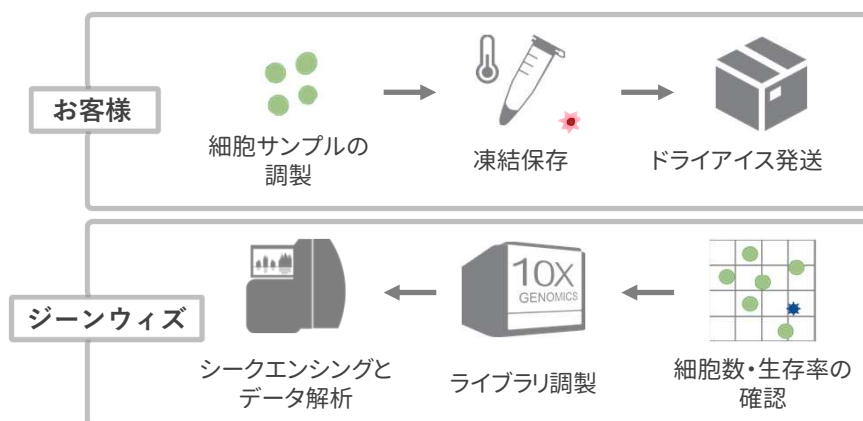 お客様
細胞サンプルの
調製
凍結保存
ドライアイス発送
ジーンウィズ
10X
GENOMICS
シークエンシングと
データ解析
ライブラリ調製
細胞数・生存率の
確認